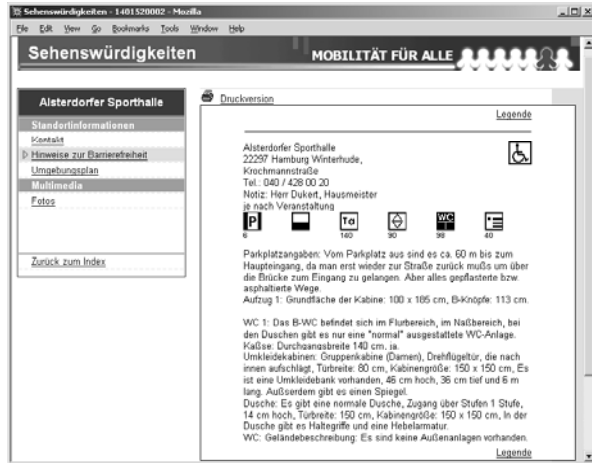 Sehenswürdigkeiten - 1401520002 - Mozilla
File Edit View Go Bookmarks Tools Window Help
Sehenswürdigkeiten
MOBILITÄT FÜR ALLE
Alsterdorfer Sporthalle
Standortinformationen
Kontakt
Hinweise zur Barrierefreiheit
Umgebungsplan
Multimedia
Fotos
Zurück zum Index
Druckversion
Legende
Alsterdorfer Sporthalle
22297 Hamburg Winterhude,
Krochmannstraße
Tel.: 040 / 428 00 20
Notiz: Herr Dukert, Hausmeister
je nach Veranstaltung
P Ta WC
6 140 90 98 40
Parkplatzangaben: Vom Parkplatz aus sind es ca. 60 m bis zum
Haupteingang, da man erst wieder zur Straße zurück muß um über
die Brücke zum Eingang zu gelangen. Aber alles gepflasterte bzw.
asphaltierte Wege.
Aufzug 1: Grundfläche der Kabine: 100 x 185 cm, B-Knöpfe: 113 cm.
WC 1: Das B-WC befindet sich im Flurbereich, im Naßbereich, bei
den Duschen gibt es nur eine "normal" ausgestattete WC-Anlage.
Kaßse: Durchgangsbreite 140 cm, ja.
Umkleidekabinen: Gruppenkabine (Damen), Drehflügeltür, die nach
innen aufschlägt, Türbreite: 80 cm, Kabinengröße: 150 x 150 cm, Es
ist eine Umkleidebank vorhanden, 46 cm hoch, 36 cm tief und 6 m
lang. Außserdem gibt es einen Spiegel.
Dusche: Es gibt eine normale Dusche, Zugang über Stufen 1 Stufe,
14 cm hoch, Türbreite: 150 cm, Kabinengröße: 150 x 150 cm, In der
Dusche gibt es Haltegriffe und eine Hebelarmatur.
WC: Geländebeschreibung: Es sind keine Außenanlagen vorhanden.
Legende